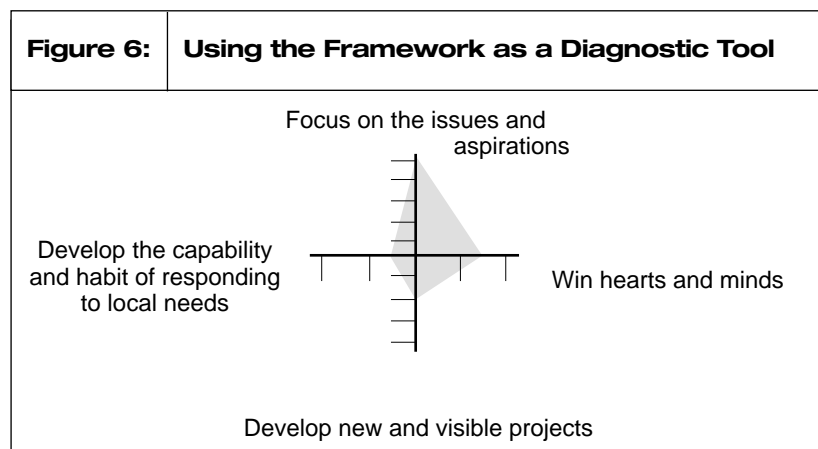 Figure 6: Using the Framework as a Diagnostic Tool
Focus on the issues and
aspirations
Develop the capability
and habit of responding
to local needs
Win hearts and minds
Develop new and visible projects